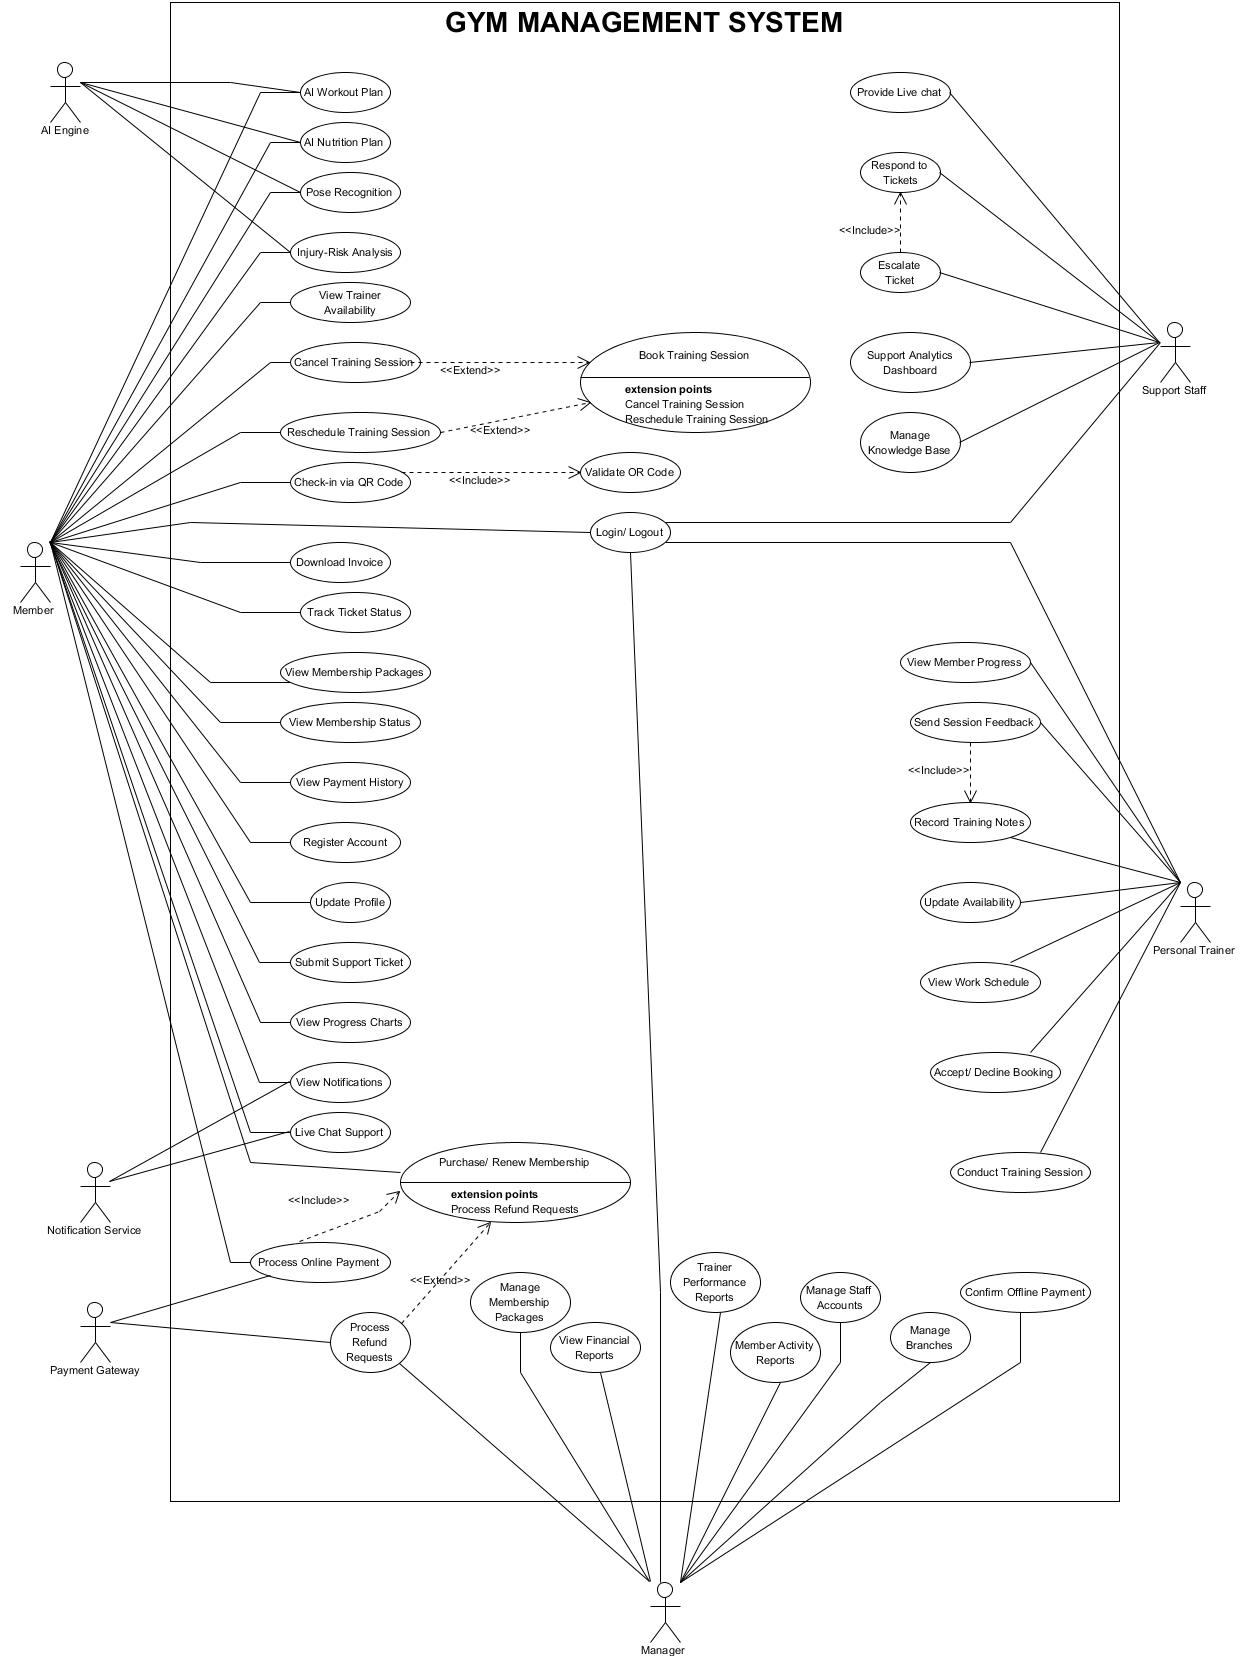 GYM MANAGEMENT SYSTEM
AI Engine
AI Workout Plan
AI Nutrition Plan
Pose Recognition
Injury-Risk Analysis
View Trainer
Availability
Cancel Training Session
<<Extend>>
Book Training Session
extension points
Cancel Training Session
Reschedule Training Session
Reschedule Training Session
<<Extend>>
Check-in via QR Code
<<Include>>
Validate OR Code
Login/ Logout
Provide Live chat
Respond to
Tickets
<<Include>>
Escalate
Ticket
Support Analytics
Dashboard
Manage
Knowledge Base
Support Staff
Member
Download Invoice
Track Ticket Status
View Membership Packages
View Membership Status
View Payment History
Register Account
Update Profile
Submit Support Ticket
View Progress Charts
View Notifications
Live Chat Support
View Member Progress
Send Session Feedback
<<Include>>
Record Training Notes
Update Availability
View Work Schedule
Accept/ Decline Booking
Conduct Training Session
Personal Trainer
Notification Service
Purchase/ Renew Membership
extension points
Process Refund Requests
<<Include>>
Process Online Payment
<<Extend>>
Payment Gateway
Process
Refund
Requests
Manage
Membership
Packages
View Financial
Reports
Trainer
Performance
Reports
Member Activity
Reports
Manage Staff
Accounts
Manage
Branches
Confirm Offline Payment
Manager